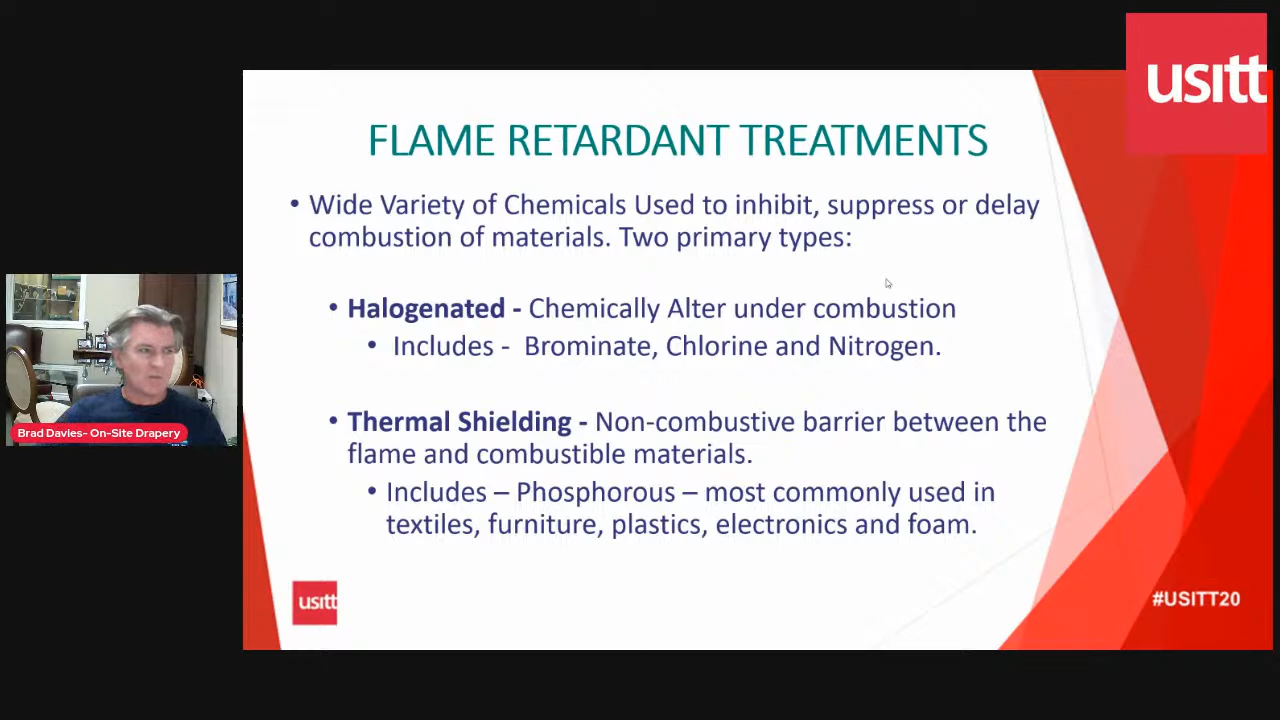 usitt
FLAME RETARDANT TREATMENTS
• Wide Variety of Chemicals Used to inhibit, suppress or delay
combustion of materials. Two primary types:
• Halogenated - Chemically Alter under combustion
• Includes - Brominate, Chlorine and Nitrogen.
• Thermal Shielding - Non-combustive barrier between the
flame and combustible materials.
• Includes – Phosphorous – most commonly used in
textiles, furniture, plastics, electronics and foam.
Brad Davies- On-Site Drapery
usitt
#USITT20